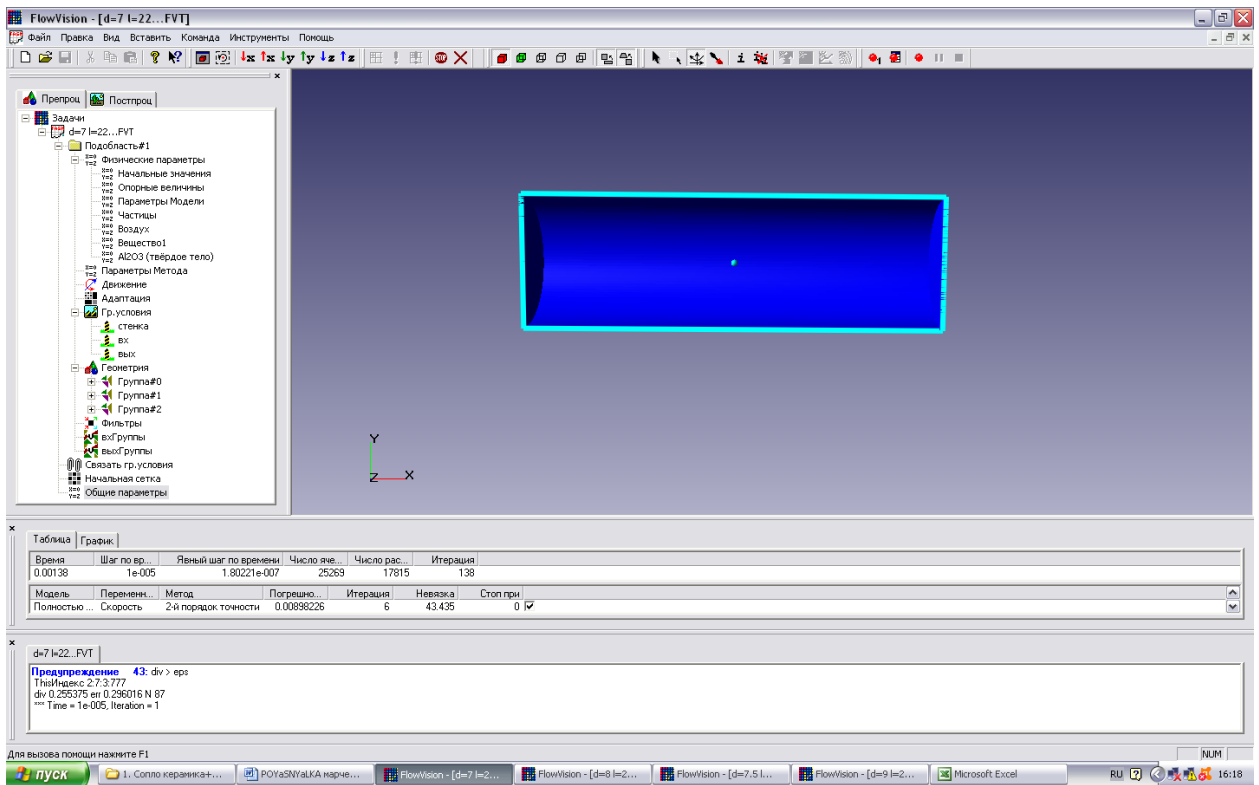 FlowVision - [d=7 l=22...FVT]
Файл Правка Вид Вставить Команда Инструменты Помощь
Препроц Постпроц
Задачи
d=7 l=22...FVT
Подобласть#1
Физические параметры
Начальные значения
Опорные величины
Параметры Модели
Частицы
Воздух
Вещество1
Al2O3 (твёрдое тело)
Параметры Метода
Движение
Адаптация
Гр.условия
стенка
вх
вых
Геометрия
Группа#0
Группа#1
Группа#2
Фильтры
вхГруппы
выхГруппы
Связать гр.условия
Начальная сетка
Общие параметры
Y
Z X
Таблица График
Время Шаг по вр... Явный шаг по времени Число яче... Число рас... Итерация
0.00138 1e-005 1.80221e-007 25269 17815 138
Модель Переменн... Метод Погрешно... Итерация Невязка Стоп при
Полностью ... Скорость 2-й порядок точности 0.00898226 6 43.435 0
d=7 l=22...FVT
Предупреждение 43: div > eps
ThisИндекс 2:7:3:777
div 0.255375 err 0.296016 N 87
*** Time = 1e-005, Iteration = 1
Для вызова помощи нажмите F1 NUM
пуск 1. Сопло керамика+... POYaSNYaLKA марче... FlowVision - [d=7 l=2... FlowVision - [d=8 l=2... FlowVision - [d=7.5 l... FlowVision - [d=9 l=2... Microsoft Excel RU 16:18